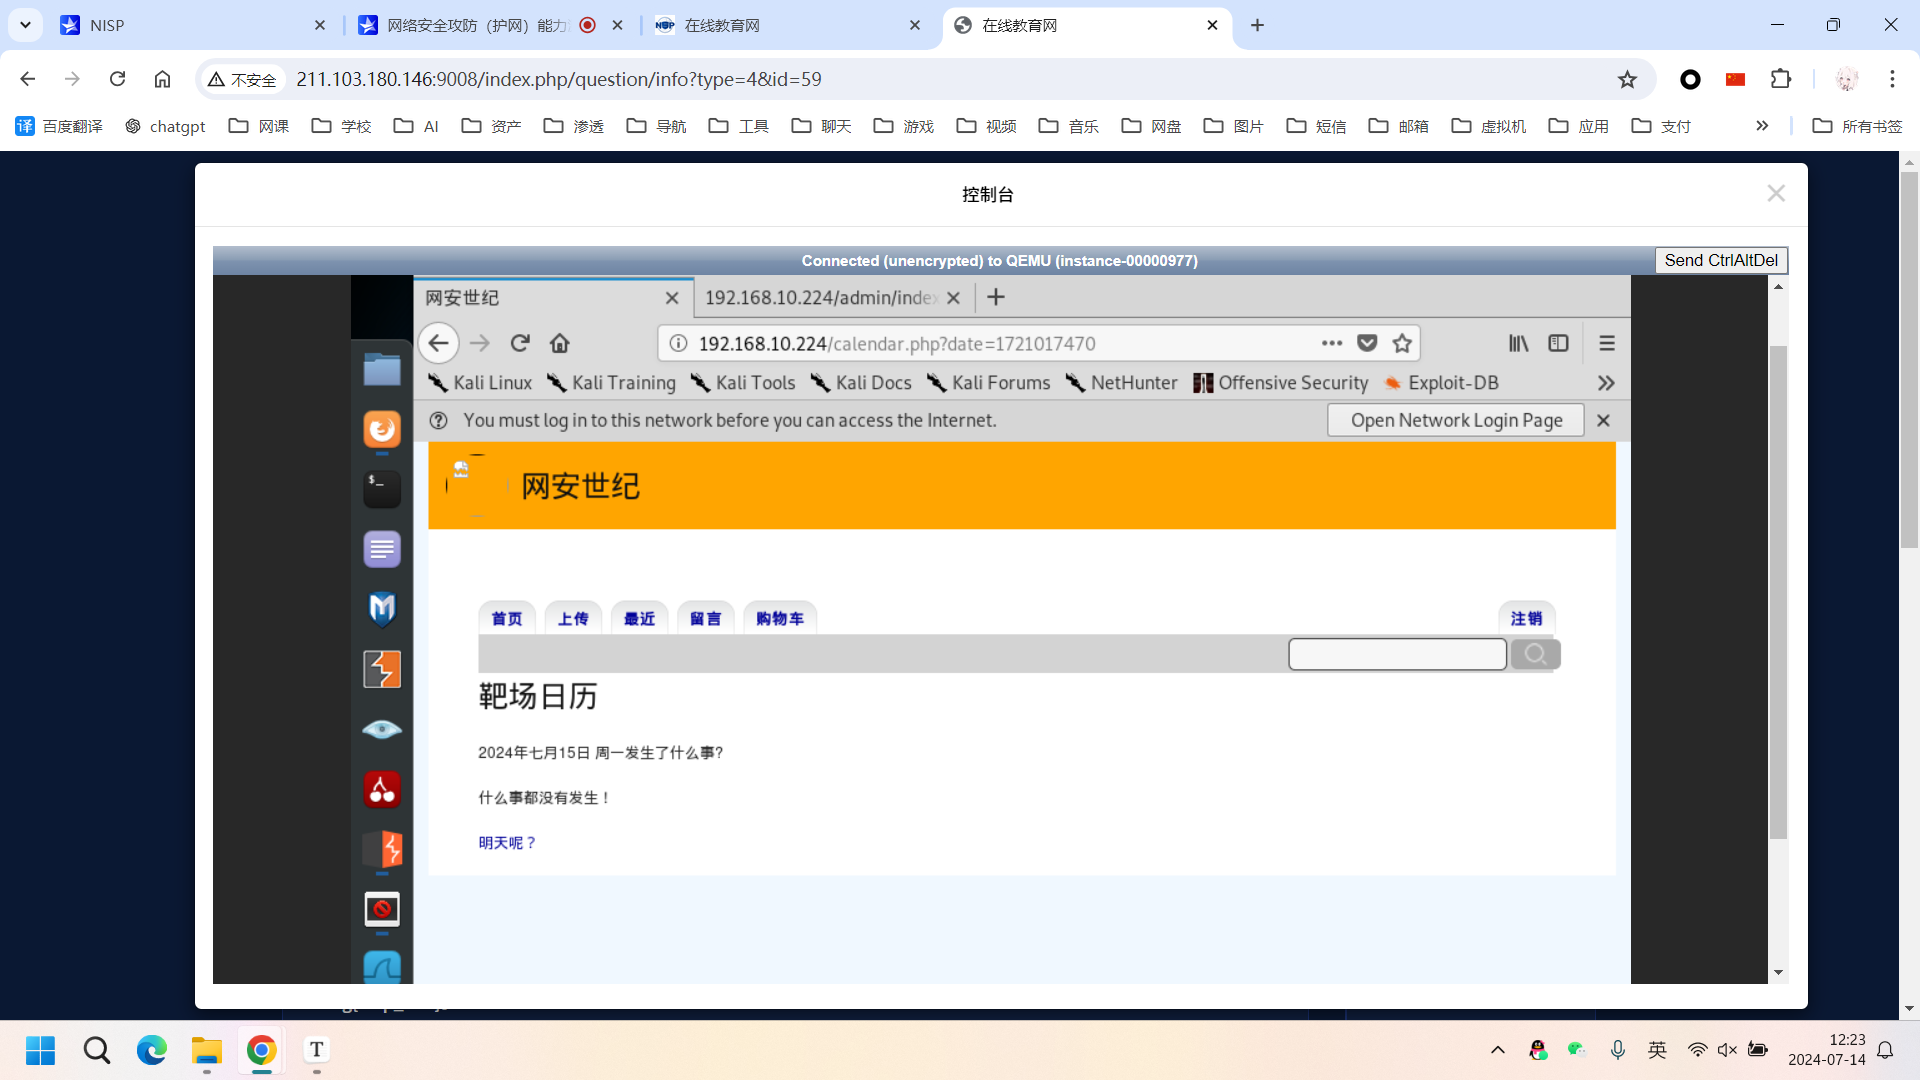 NISP
网络安全攻防（护网）能力
在线教育网
在线教育网
不安全
211.103.180.146:9008/index.php/question/info?type=4&id=59
百度翻译
chatgpt
网课
学校
AI
资产
渗透
导航
工具
聊天
游戏
视频
音乐
网盘
图片
短信
邮箱
虚拟机
应用
支付
所有书签
控制台
Connected (unencrypted) to QEMU (instance-00000977)
Send CtrlAltDel
网安世纪
192.168.10.224/admin/index
192.168.10.224/calendar.php?date=1721017470
Kali Linux
Kali Training
Kali Tools
Kali Docs
Kali Forums
NetHunter
Offensive Security
Exploit-DB
You must log in to this network before you can access the Internet.
Open Network Login Page
网安世纪
首页
上传
最近
留言
购物车
注销
靶场日历
2024年七月15日 周一发生了什么事?
什么事都没有发生！
明天呢？
英
12:23
2024-07-14